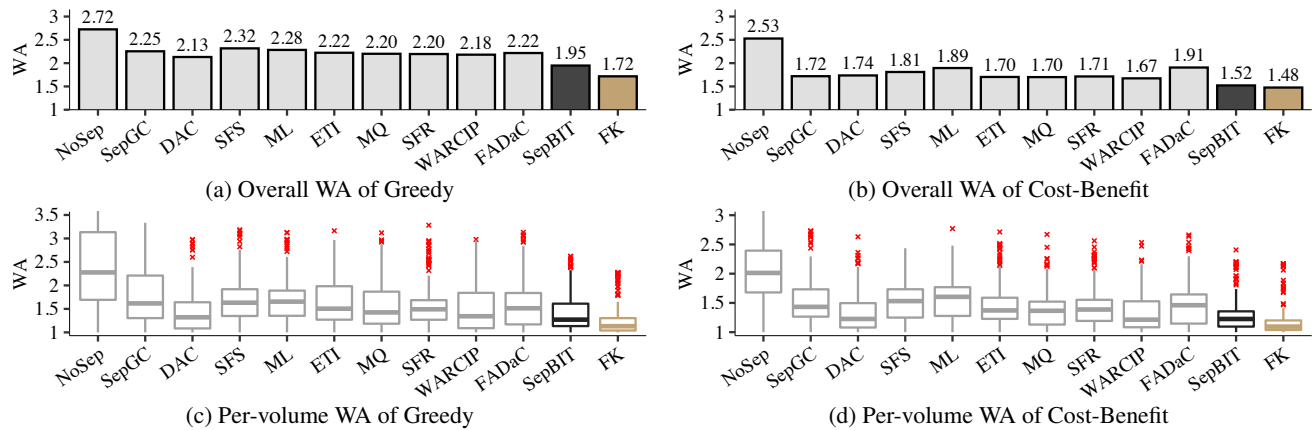 WA
3
2.5
2
1.5
1
2.72 2.25 2.13 2.32 2.28 2.22 2.20 2.20 2.18 2.22 1.95 1.72
NoSep SepGC DAC SFS ML ETI MQ SFR WARCIP FADaC SepBIT FK
(a) Overall WA of Greedy
WA
3
2.5
2
1.5
1
2.53 1.72 1.74 1.81 1.89 1.70 1.70 1.71 1.67 1.91 1.52 1.48
NoSep SepGC DAC SFS ML ETI MQ SFR WARCIP FADaC SepBIT FK
(b) Overall WA of Cost-Benefit
WA
3.5
3
2.5
2
1.5
1
NoSep SepGC DAC SFS ML ETI MQ SFR WARCIP FADaC SepBIT FK
(c) Per-volume WA of Greedy
WA
3
2.5
2
1.5
1
NoSep SepGC DAC SFS ML ETI MQ SFR WARCIP FADaC SepBIT FK
(d) Per-volume WA of Cost-Benefit